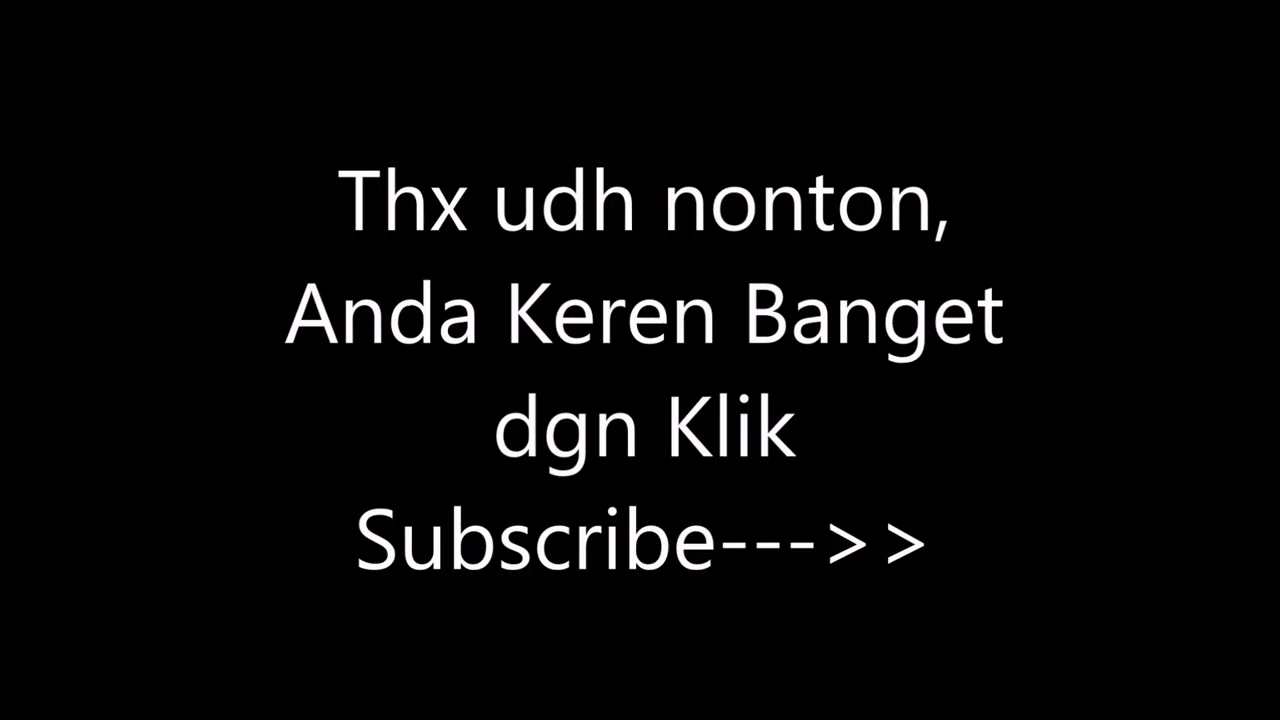 Thx udh nonton,
Anda Keren Banget
dgn Klik
Subscribe--->>